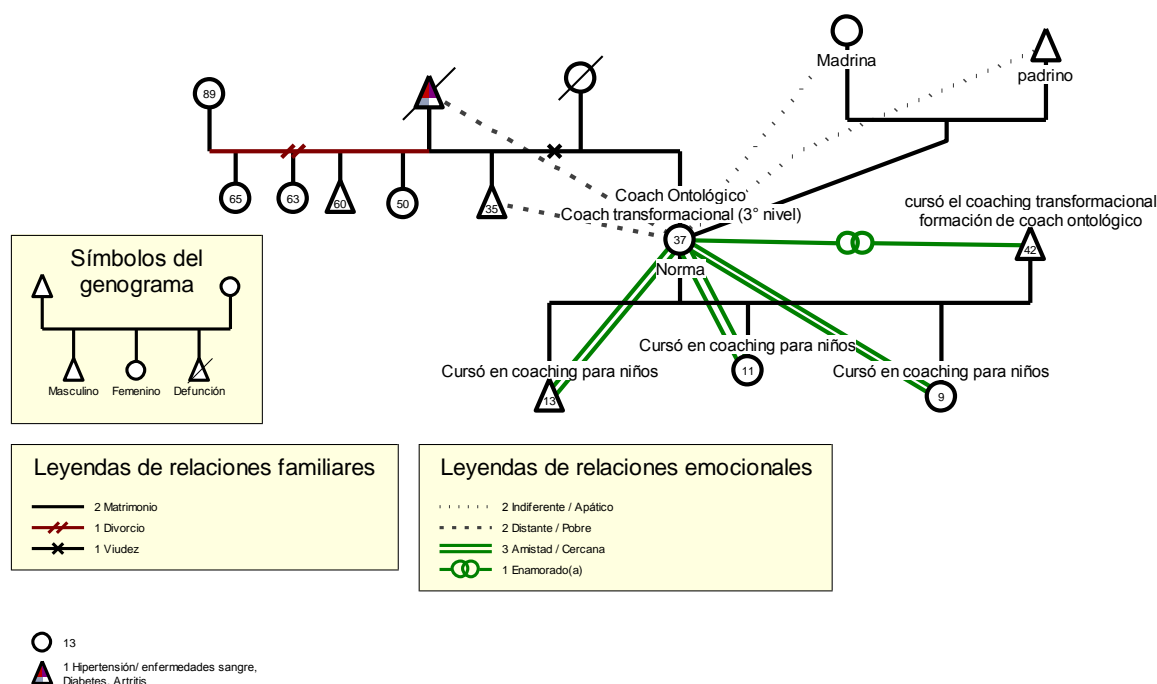 Madrina
padrino
89
65
63
60
50
35
Coach Ontológico
Coach transformacional (3° nivel)
37
Norma
cursó el coaching transformacional
formación de coach ontológico
42
Cursó en coaching para niños
13
Cursó en coaching para niños
11
Cursó en coaching para niños
9
Símbolos del
genograma
Masculino
Femenino
Defunción
Leyendas de relaciones familiares
2 Matrimonio
1 Divorcio
1 Viudez
Leyendas de relaciones emocionales
2 Indiferente / Apático
2 Distante / Pobre
3 Amistad / Cercana
1 Enamorado(a)
13
1 Hipertensión/ enfermedades sangre,
Diabetes, Artritis